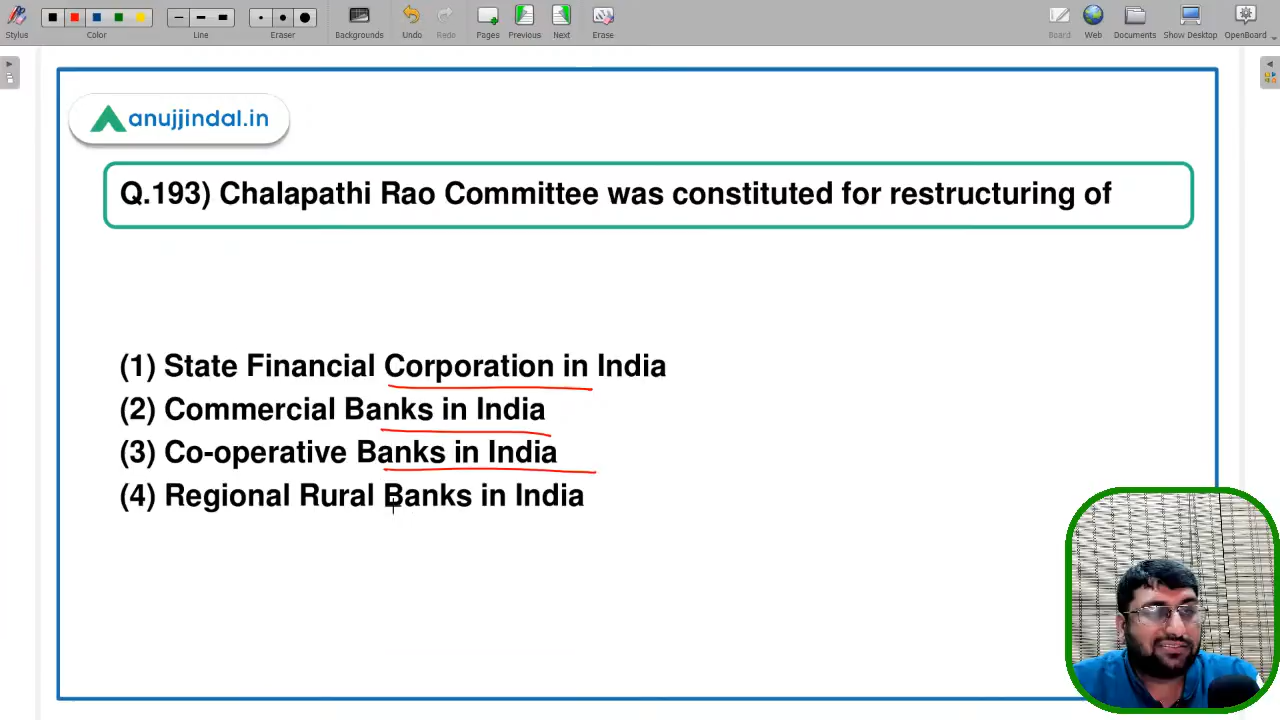 Stylus
Color
Line
Eraser
Backgrounds
Undo
Redo
Pages
Previous
Next
Erase
Board
Web
Documents
Show Desktop
OpenBoard
anujjindal.in
Q.193) Chalapathi Rao Committee was constituted for restructuring of
(1) State Financial Corporation in India
(2) Commercial Banks in India
(3) Co-operative Banks in India
(4) Regional Rural Banks in India